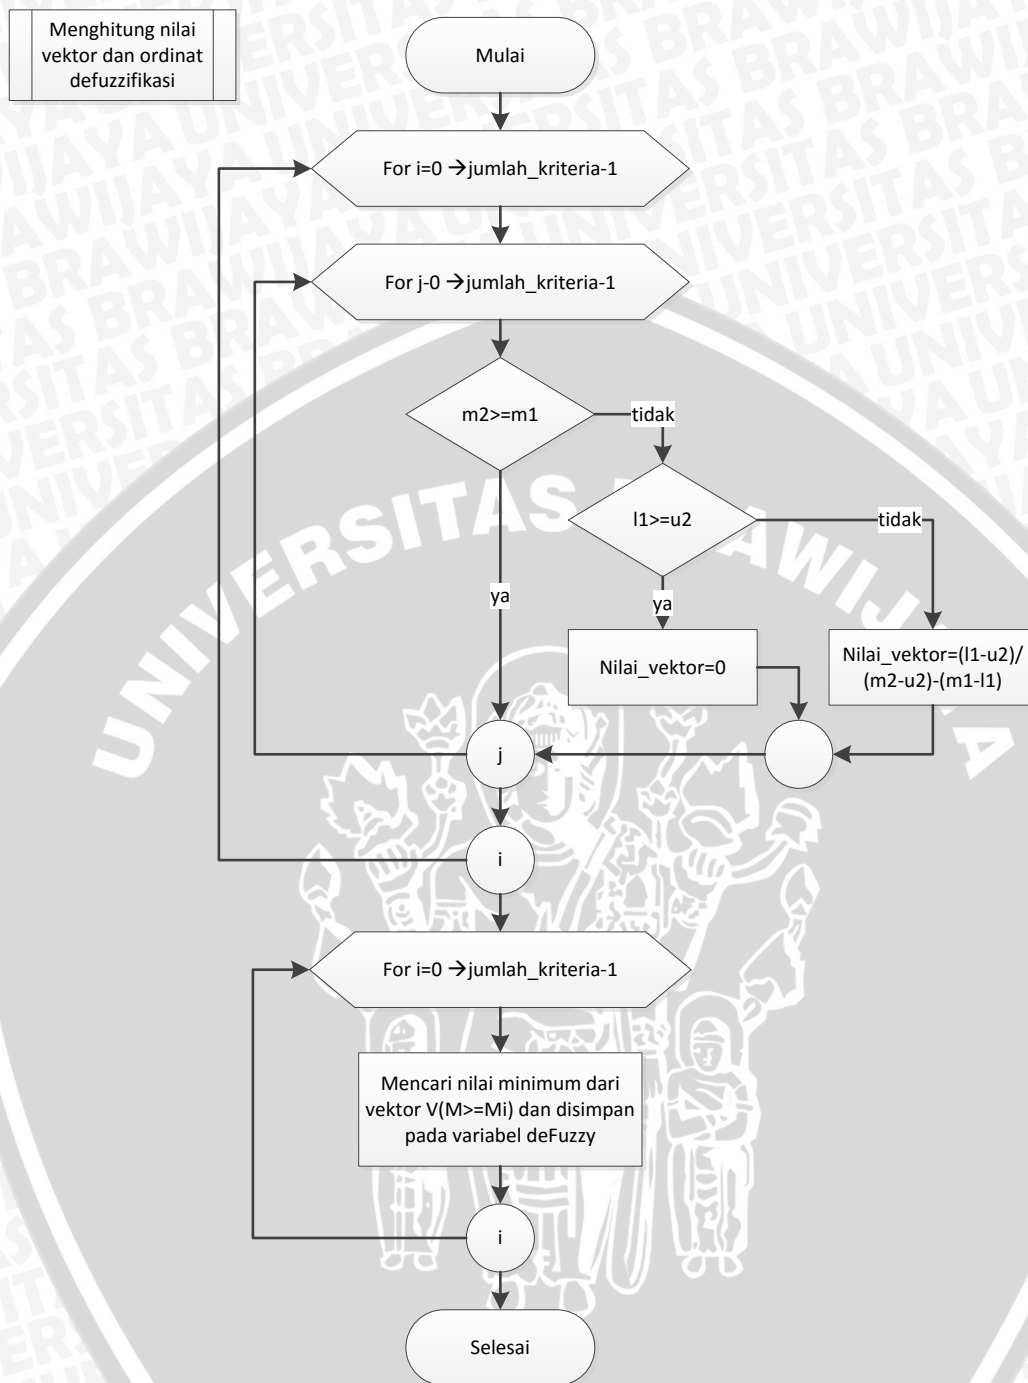 Menghitung nilai
vektor dan ordinat
defuzzifikasi
Mulai
For i=0 →jumlah_kriteria-1
For j-0 →jumlah_kriteria-1
m2>=m1
tidak
l1>=u2
tidak
ya
ya
Nilai_vektor=0
Nilai_vektor=(l1-u2)/
(m2-u2)-(m1-l1)
j
i
For i=0 →jumlah_kriteria-1
Mencari nilai minimum dari
vektor V(M>=Mi) dan disimpan
pada variabel deFuzzy
i
Selesai
UNIVERSITAS BRAWIJAYA